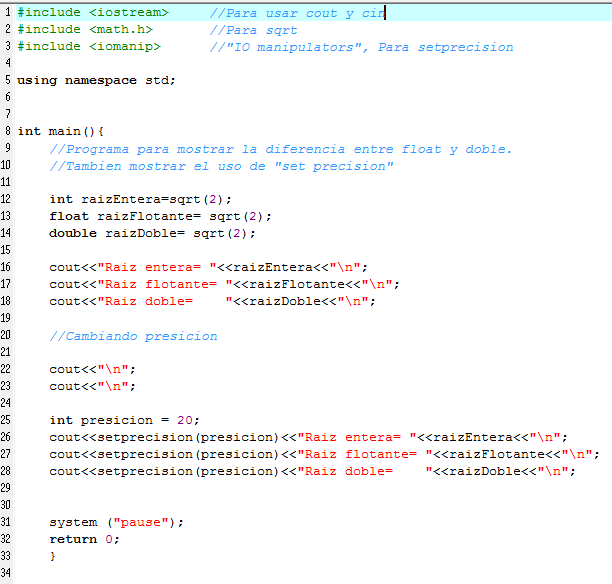 1 #include <iostream>     //Para usar cout y cin
2 #include <math.h>       //Para sqrt
3 #include <iomanip>      //"IO manipulators", Para setprecision
4
5 using namespace std;
6
7
8 int main(){
9     //Programa para mostrar la diferencia entre float y doble.
10     //Tambien mostrar el uso de "set precision"
11
12     int raizEntera=sqrt(2);
13     float raizFlotante= sqrt(2);
14     double raizDoble= sqrt(2);
15
16     cout<<"Raiz entera= "<<raizEntera<<"\n";
17     cout<<"Raiz flotante= "<<raizFlotante<<"\n";
18     cout<<"Raiz doble=    "<<raizDoble<<"\n";
19
20     //Cambiando presicion
21
22     cout<<"\n";
23     cout<<"\n";
24
25     int presicion = 20;
26     cout<<setprecision(presicion)<<"Raiz entera= "<<raizEntera<<"\n";
27     cout<<setprecision(presicion)<<"Raiz flotante= "<<raizFlotante<<"\n";
28     cout<<setprecision(presicion)<<"Raiz doble=    "<<raizDoble<<"\n";
29
30
31     system ("pause");
32     return 0;
33     }
34